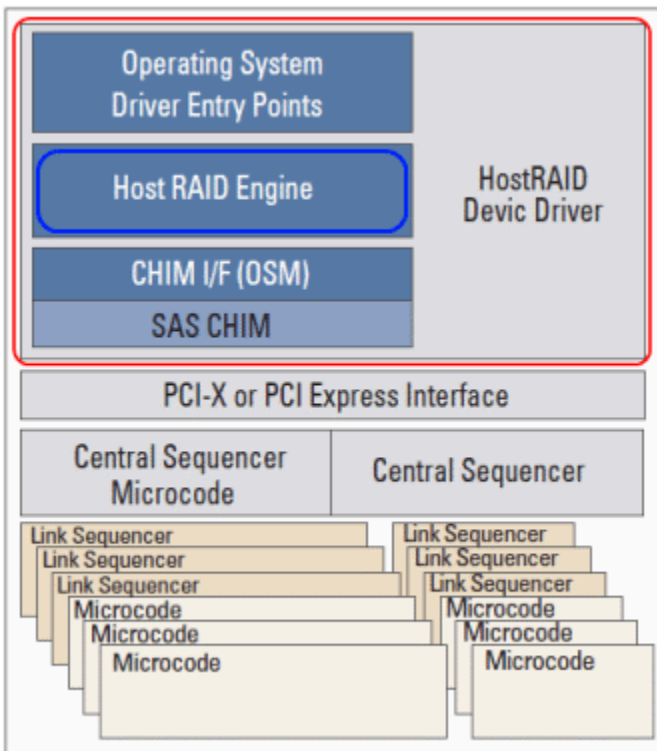 Operating System
Driver Entry Points
Host RAID Engine
HostRAID
Devic Driver
CHIM I/F (OSM)
SAS CHIM
PCI-X or PCI Express Interface
Central Sequencer
Microcode
Central Sequencer
Link Sequencer
Link Sequencer
Link Sequencer
Microcode
Microcode
Microcode
Link Sequencer
Link Sequencer
Link Sequencer
Microcode
Microcode
Microcode